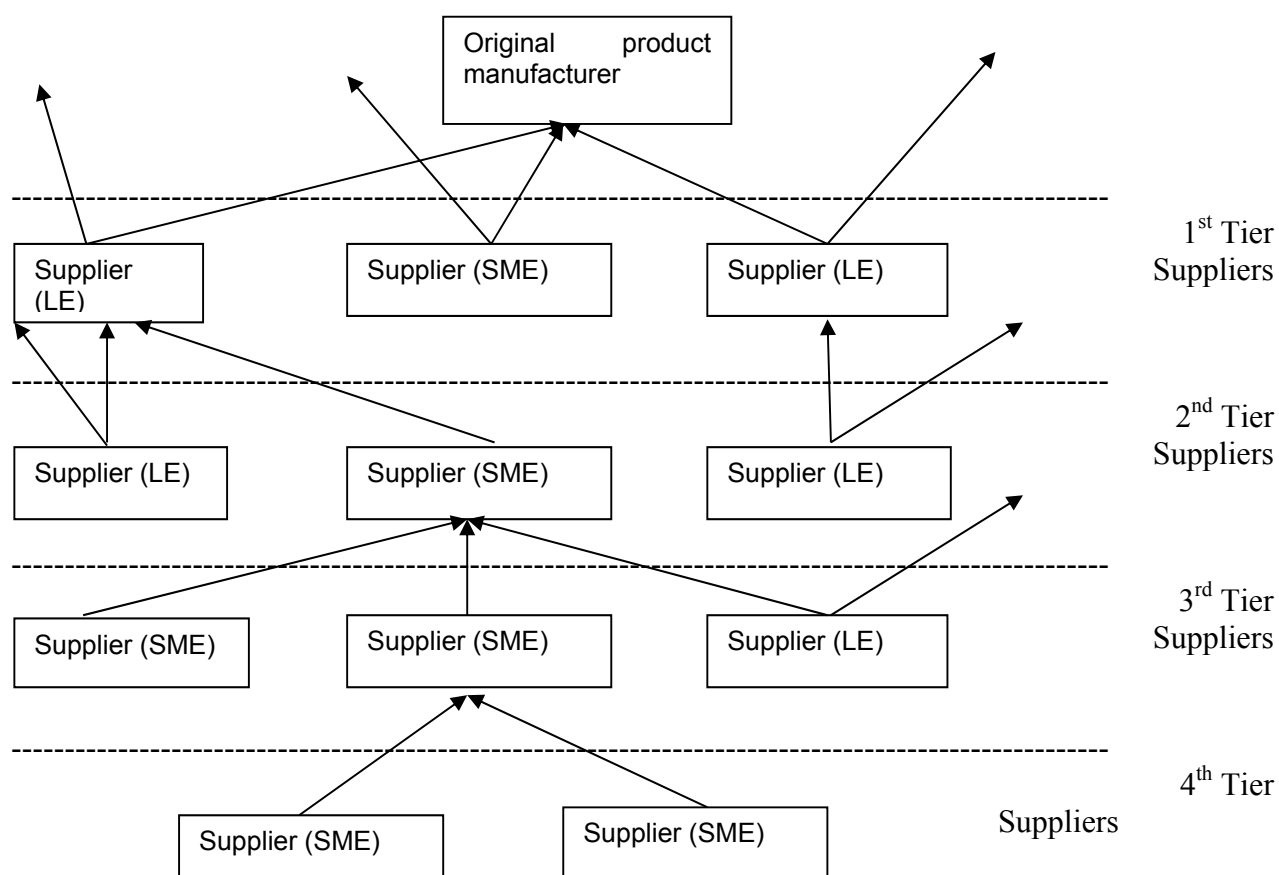 Original product
manufacturer
Supplier
(LE)
Supplier (SME)
Supplier (LE)
1st Tier
Suppliers
Supplier (LE)
Supplier (SME)
Supplier (LE)
2nd Tier
Suppliers
Supplier (SME)
Supplier (SME)
Supplier (LE)
3rd Tier
Suppliers
Supplier (SME)
Supplier (SME)
4th Tier
Suppliers